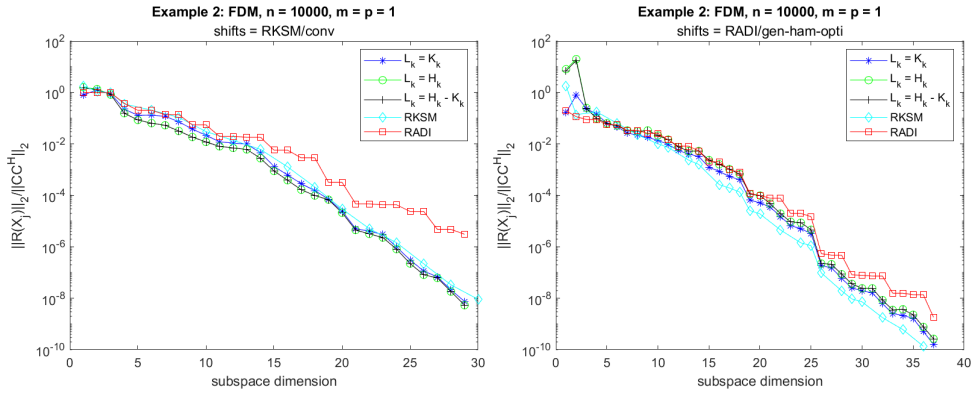 Example 2: FDM, n = 10000, m = p = 1
shifts = RKSM/conv
||R(X_j)||_2/||CC^H||_2
10^2
10^0
10^-2
10^-4
10^-6
10^-8
10^-10
L_k = K_k
L_k = H_k
L_k = H_k - K_k
RKSM
RADI
0 5 10 15 20 25 30
subspace dimension
Example 2: FDM, n = 10000, m = p = 1
shifts = RADI/gen-ham-opti
||R(X_j)||_2/||CC^H||_2
10^2
10^0
10^-2
10^-4
10^-6
10^-8
10^-10
L_k = K_k
L_k = H_k
L_k = H_k - K_k
RKSM
RADI
0 5 10 15 20 25 30 35 40
subspace dimension